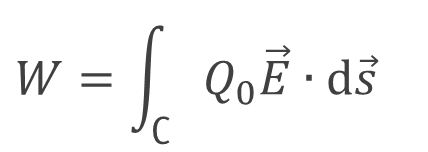 W = ∫_C Q₀E⃗ · ds⃗